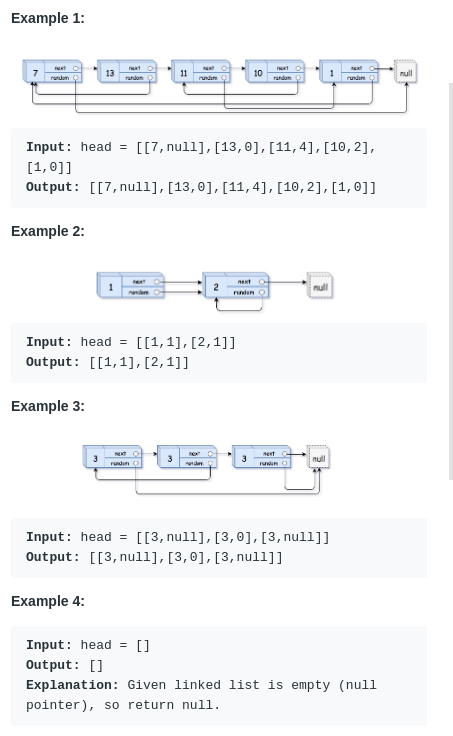 Example 1:
7 next random 13 next random 11 next random 10 next random 1 next random null
Input: head = [[7,null],[13,0],[11,4],[10,2],
[1,0]]
Output: [[7,null],[13,0],[11,4],[10,2],[1,0]]
Example 2:
1 next random 2 next random null
Input: head = [[1,1],[2,1]]
Output: [[1,1],[2,1]]
Example 3:
3 next random 3 next random 3 next random null
Input: head = [[3,null],[3,0],[3,null]]
Output: [[3,null],[3,0],[3,null]]
Example 4:
Input: head = []
Output: []
Explanation: Given linked list is empty (null
pointer), so return null.